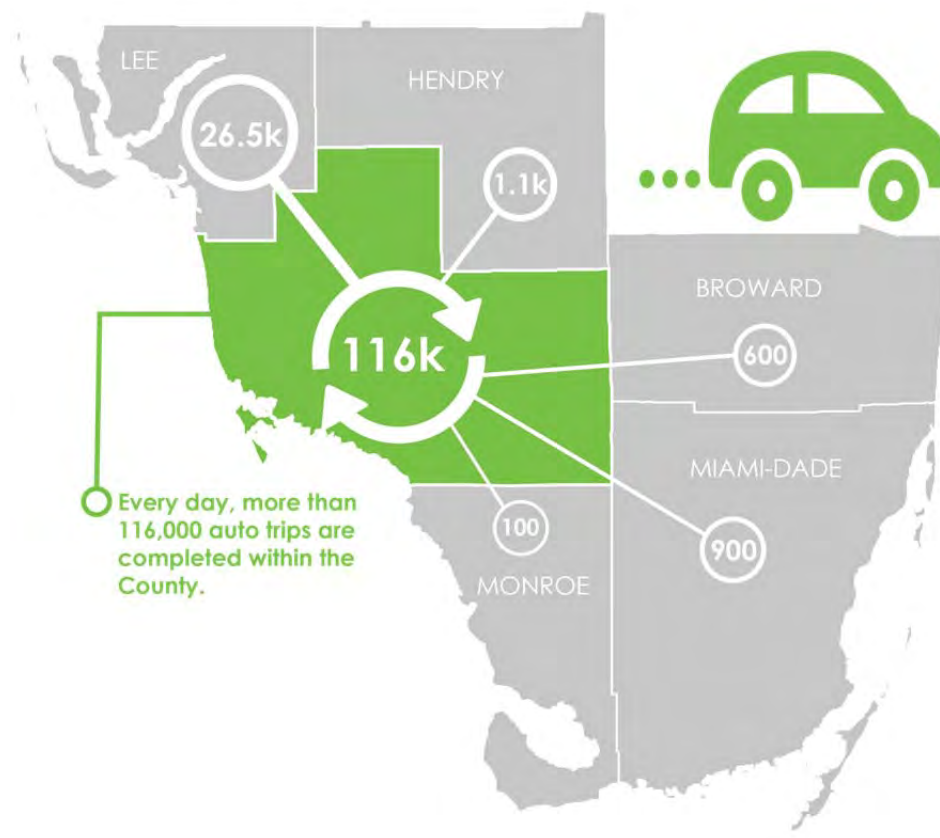 LEE
HENDRY
26.5k
1.1k
BROWARD
116k
600
MIAMI-DADE
Every day, more than
116,000 auto trips are
completed within the
County.
100
900
MONROE